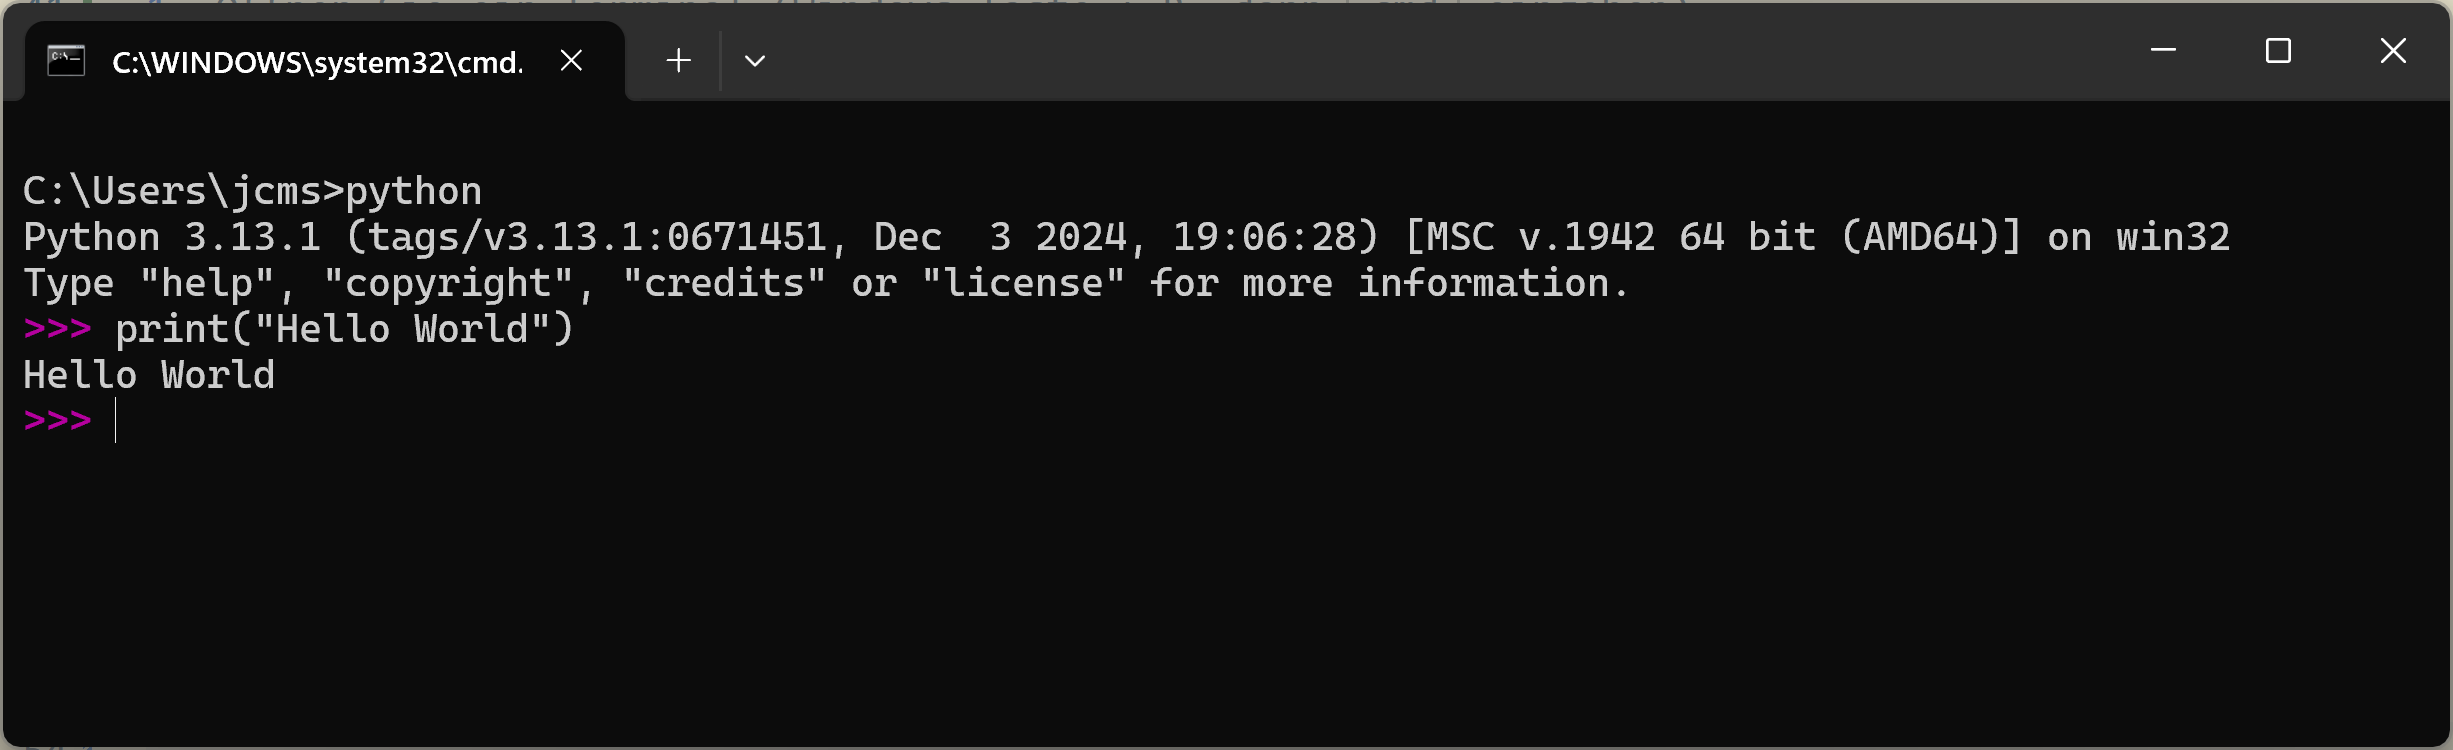 C:\WINDOWS\system32\cmd.
C:\Users\jcms>python
Python 3.13.1 (tags/v3.13.1:0671451, Dec  3 2024, 19:06:28) [MSC v.1942 64 bit (AMD64)] on win32
Type "help", "copyright", "credits" or "license" for more information.
>>> print("Hello World")
Hello World
>>>